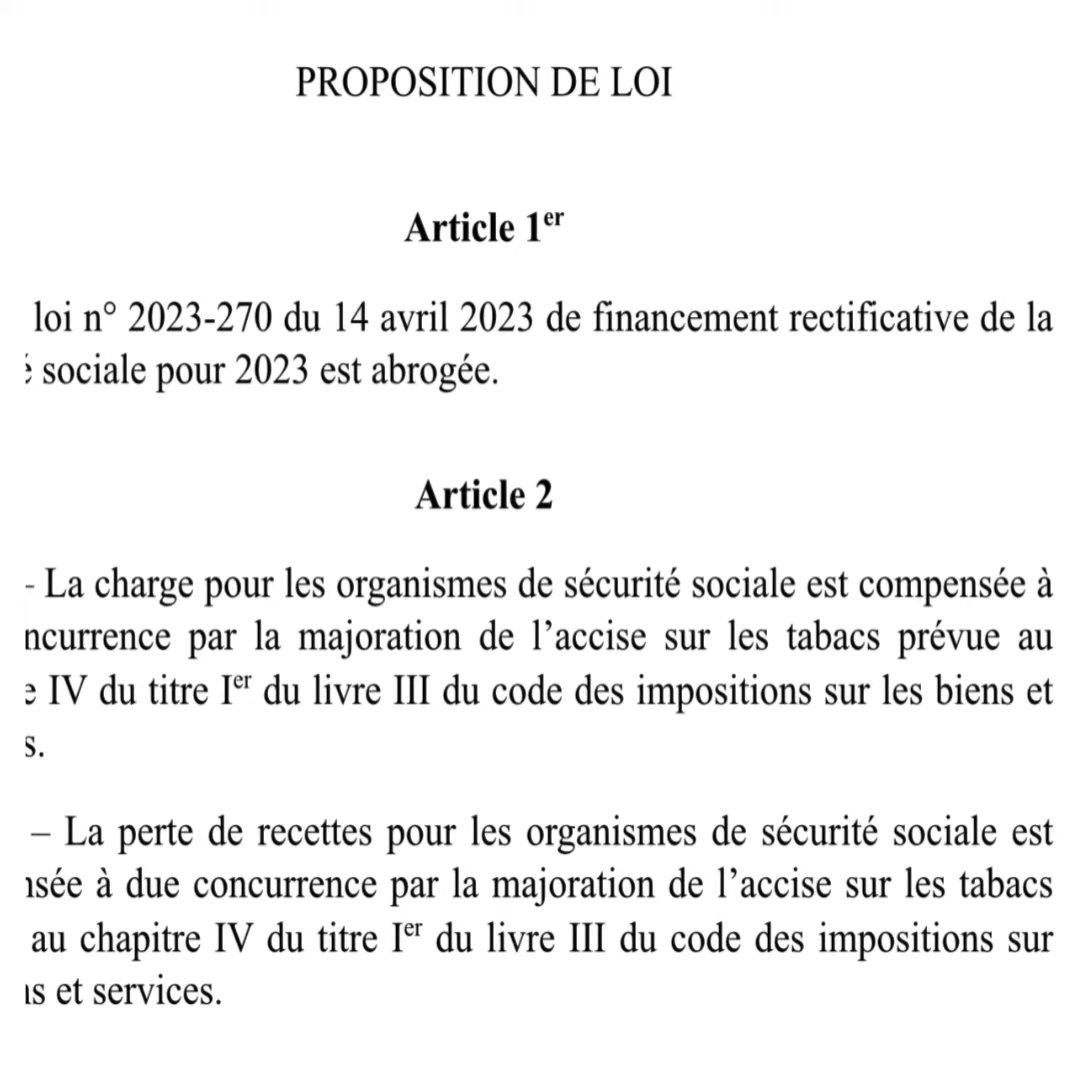 PROPOSITION DE LOI
Article 1er
loi n° 2023-270 du 14 avril 2023 de financement rectificative de la
sociale pour 2023 est abrogée.
Article 2
- La charge pour les organismes de sécurité sociale est compensée à
ncurrence par la majoration de l’accise sur les tabacs prévue au
e IV du titre Ier du livre III du code des impositions sur les biens et
s.
– La perte de recettes pour les organismes de sécurité sociale est
nsée à due concurrence par la majoration de l’accise sur les tabacs
au chapitre IV du titre Ier du livre III du code des impositions sur
ns et services.